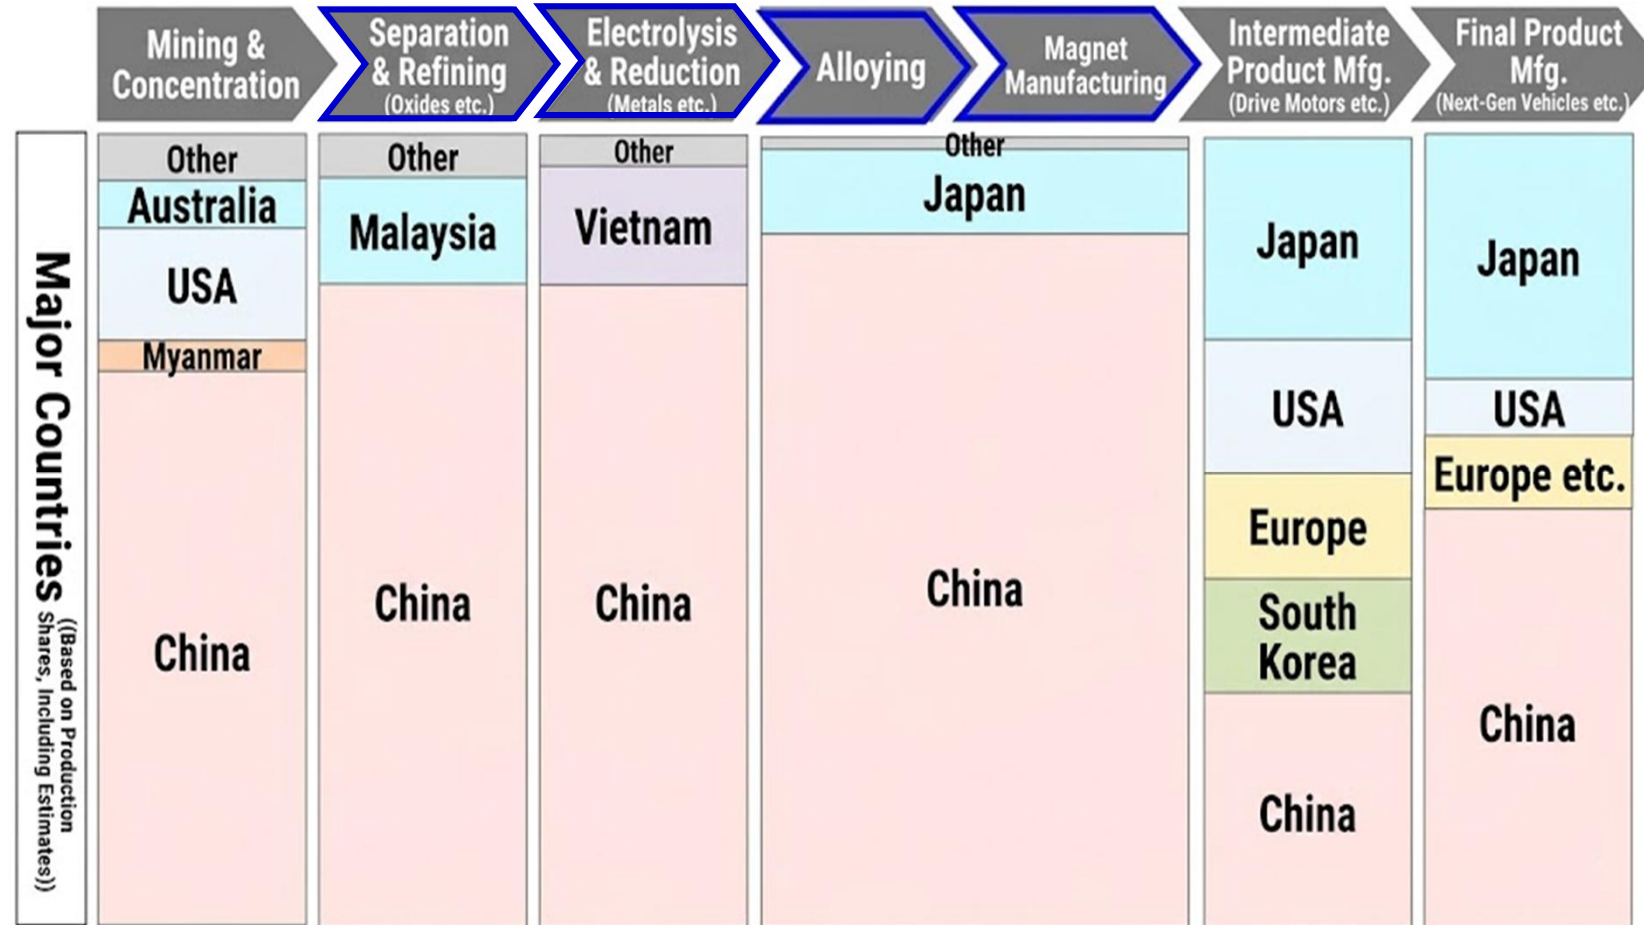 Mining &
Concentration
Separation
& Refining
(Oxides etc.)
Electrolysis
& Reduction
(Metals etc.)
Alloying
Magnet
Manufacturing
Intermediate
Product Mfg.
(Drive Motors etc.)
Final Product
Mfg.
(Next-Gen Vehicles etc.)
Major Countries
((Based on Production
Shares, Including Estimates))
Other
Australia
USA
Myanmar
China
Other
Malaysia
China
Other
Vietnam
China
Other
Japan
China
Japan
USA
Europe
South
Korea
China
Japan
USA
Europe etc.
China